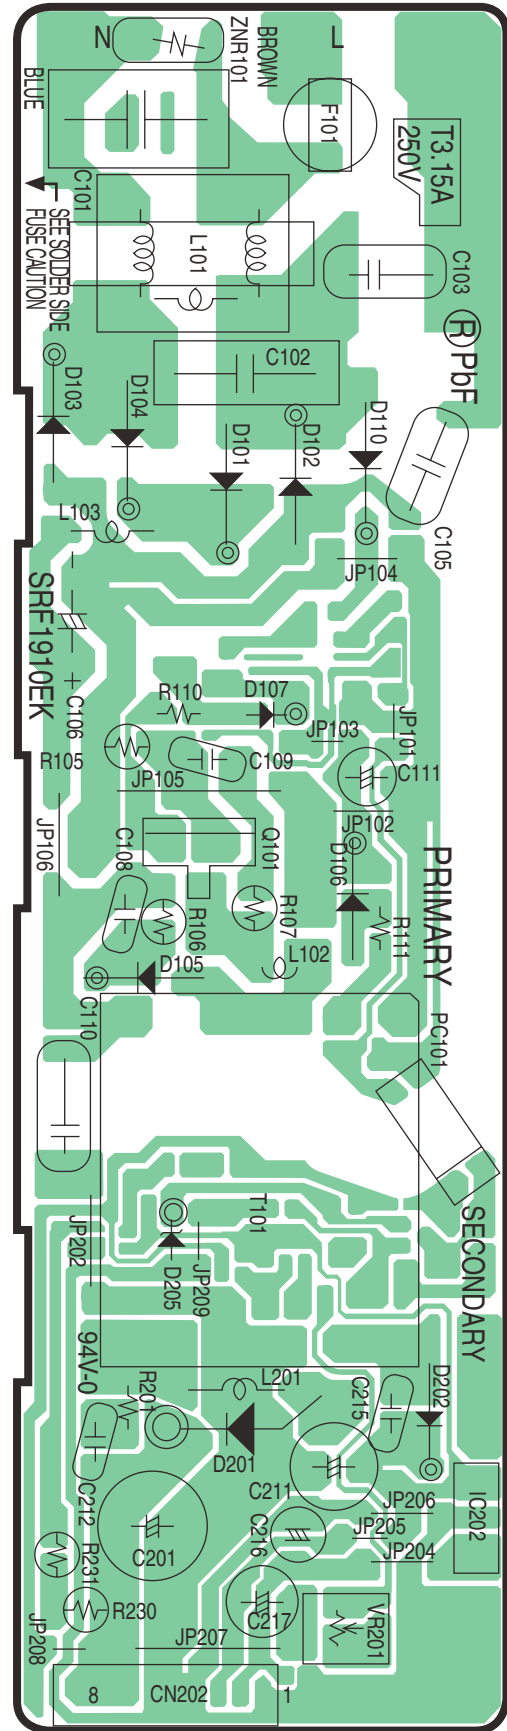 N
ZNR101
BROWN
L
BLUE
F101
T3.15A
250V
C101
SEE SOLDER SIDE
FUSE CAUTION
L101
C103
R PbF
C102
D103
D104
D101
D102
D110
C105
L103
JP104
SRF1910EK
C106
+
R110
D107
JP103
JP101
R105
JP105
C109
C111
JP106
C108
Q101
JP102
D106
R106
R107
R111
PRIMARY
D105
L102
C110
PC101
T101
JP202
D205
JP209
SECONDARY
94V-0
R201
L201
C215
D202
D201
C212
C211
JP206
IC202
C201
C216
JP205
JP204
R231
R230
C217
VR201
JP208
JP207
8
CN202
1